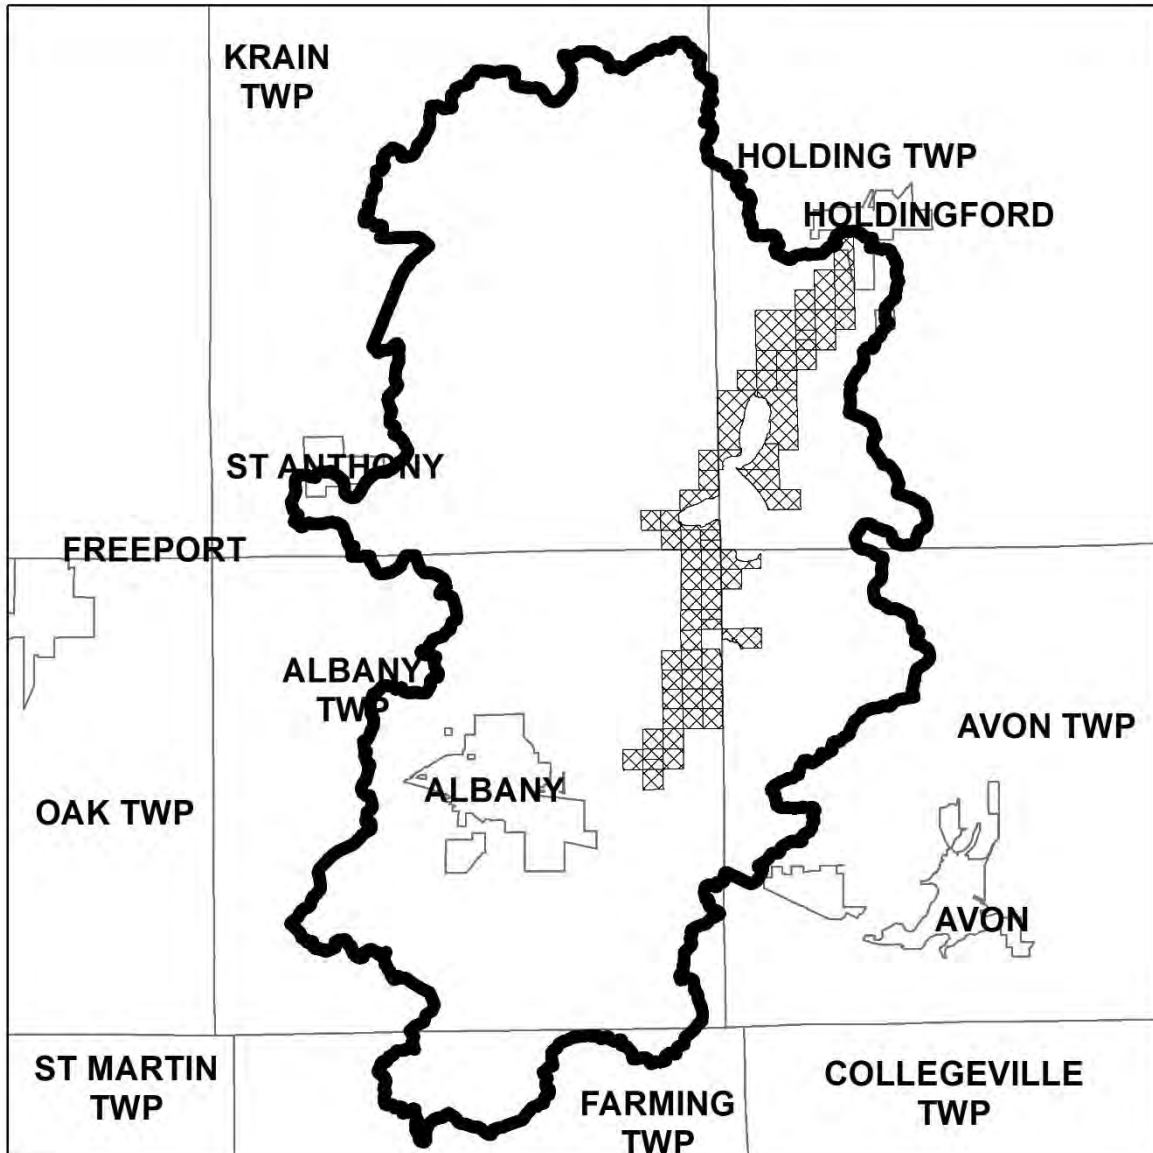 KRAIN
TWP
HOLDING TWP
HOLDINGFORD
ST ANTHONY
FREEPORT
ALBANY
TWP
AVON TWP
ALBANY
OAK TWP
AVON
ST MARTIN
TWP
COLLEGEVILLE
TWP
FARMING
TWP